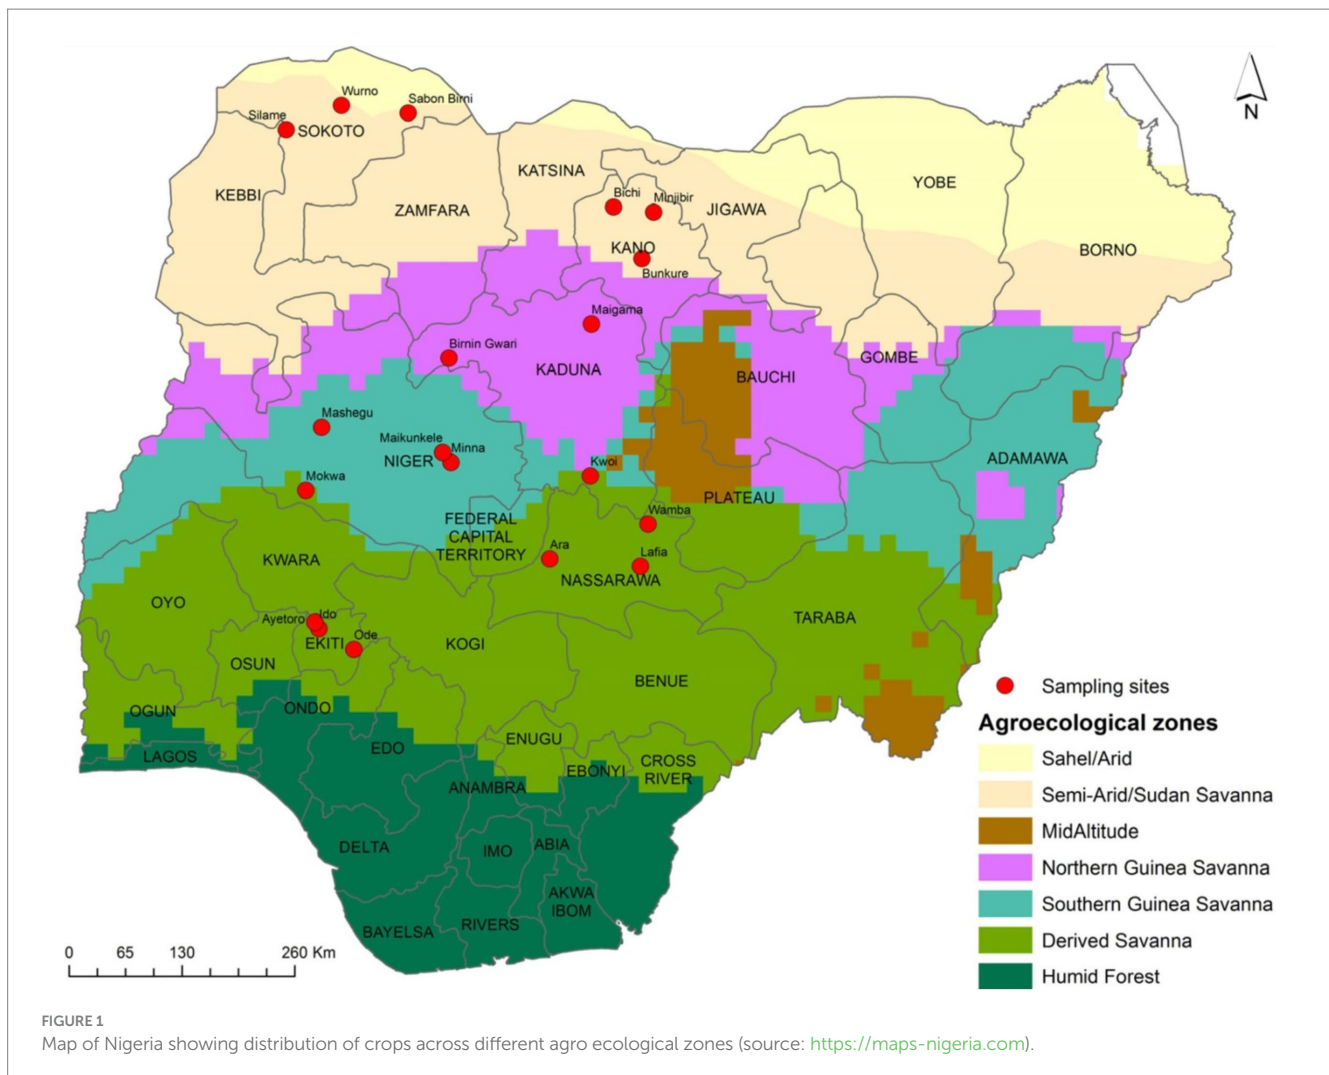 N
Wurno
Sabon Birni
Silame
SOKOTO
KATSINA
YOBE
KEBBI
Bichi
Minjibir
ZAMFARA
JIGAWA
KANO
BORNO
Bunkure
Maigama
Birnin Gwari
GOMBE
KADUNA
BAUCHI
Mashegu
Maikunkele
Minna
NIGER
Kwoi
ADAMAWA
Mokwa
PLATEAU
Wamba
FEDERAL
CAPITAL
TERRITORY
Ara
Lafia
KWARA
NASSARAWA
OYO
TARABA
Ayetoro
Ido
Ode
EKITI
KOGI
OSUN
BENUE
OGUN
ONDO
EDO
ENUGU
LAGOS
EBONYI
CROSS
RIVER
ANAMBRA
DELTA
IMO
ABIA
AKWA
IBOM
BAYELSA
RIVERS
Sampling sites
Agroecological zones
Sahel/Arid
Semi-Arid/Sudan Savanna
MidAltitude
Northern Guinea Savanna
Southern Guinea Savanna
Derived Savanna
Humid Forest
0 65 130 260 Km
FIGURE 1
Map of Nigeria showing distribution of crops across different agro ecological zones (source: https://maps-nigeria.com).